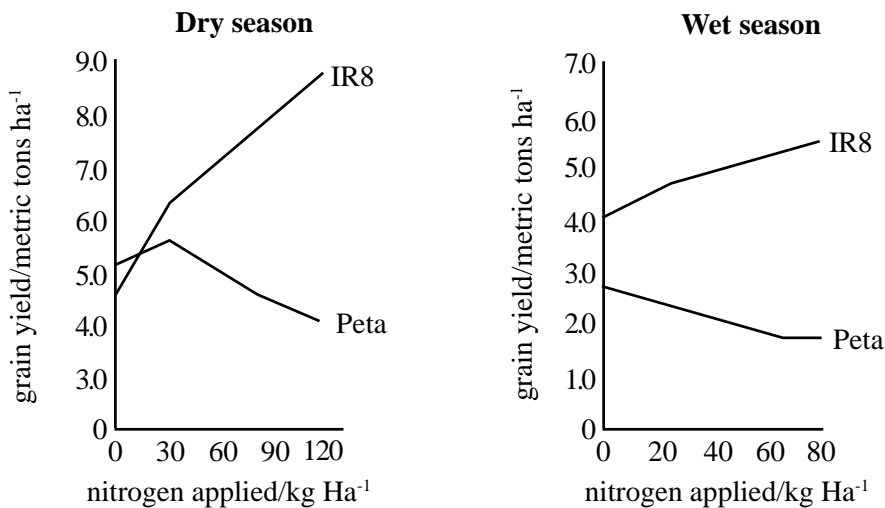 Dry season
9.0
8.0
7.0
6.0
5.0
4.0
3.0
0
0 30 60 90 120
grain yield/metric tons ha-1
nitrogen applied/kg Ha-1
IR8
Peta
Wet season
7.0
6.0
5.0
4.0
3.0
2.0
1.0
0
0 20 40 60 80
grain yield/metric tons ha-1
nitrogen applied/kg Ha-1
IR8
Peta